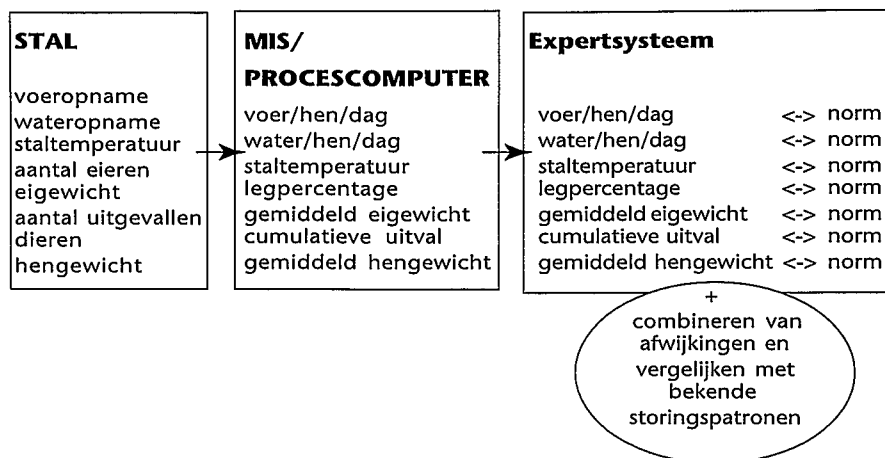 STAL
voeropname
wateropname
staltemperatuur
aantal eieren
eigewicht
aantal uitgevallen
dieren
hengewicht
MIS/
PROCESCOMPUTER
voer/hen/dag
water/hen/dag
staltemperatuur
legpercentage
gemiddeld eigewicht
cumulatieve uitval
gemiddeld hengewicht
Expertsysteem
voer/hen/dag <-> norm
water/hen/dag <-> norm
staltemperatuur <-> norm
legpercentage <-> norm
gemiddeld eigewicht <-> norm
cumulatieve uitval <-> norm
gemiddeld hengewicht <-> norm
+
combineren van
afwijkingen en
vergelijken met
bekende
storingspatronen